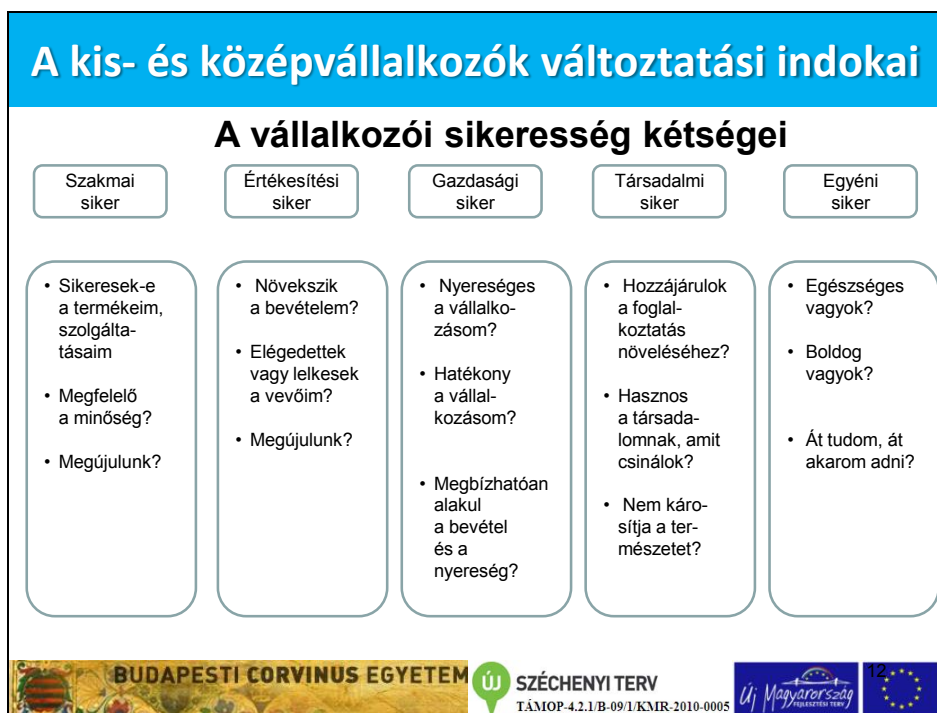 A kis- és középvállalkozók változtatási indokai
A vállalkozói sikeresség kétségei
Szakmai
siker
Értékesítési
siker
Gazdasági
siker
Társadalmi
siker
Egyéni
siker
• Sikeresek-e
a termékeim,
szolgálta-
tásaim
• Megfelelő
a minőség?
• Megújulunk?
• Növekszik
a bevételem?
• Elégedettek
vagy lelkesek
a vevőim?
• Megújulunk?
• Nyereséges
a vállalko-
zásom?
• Hatékony
a vállal-
kozásom?
• Megbízhatóan
alakul
a bevétel
és a
nyereség?
• Hozzájárulok
a foglal-
koztatás
növeléséhez?
• Hasznos
a társada-
lomnak, amit
csinálok?
• Nem káro-
sítja a ter-
mészetet?
• Egészséges
vagyok?
• Boldog
vagyok?
• Át tudom, át
akarom adni?
BUDAPESTI CORVINUS EGYETEM
ÚJ
SZÉCHENYI TERV
TÁMOP-4.2.1/B-09/1/KMR-2010-0005
Új Magyarország
FEJLESZTÉSI TERV
12